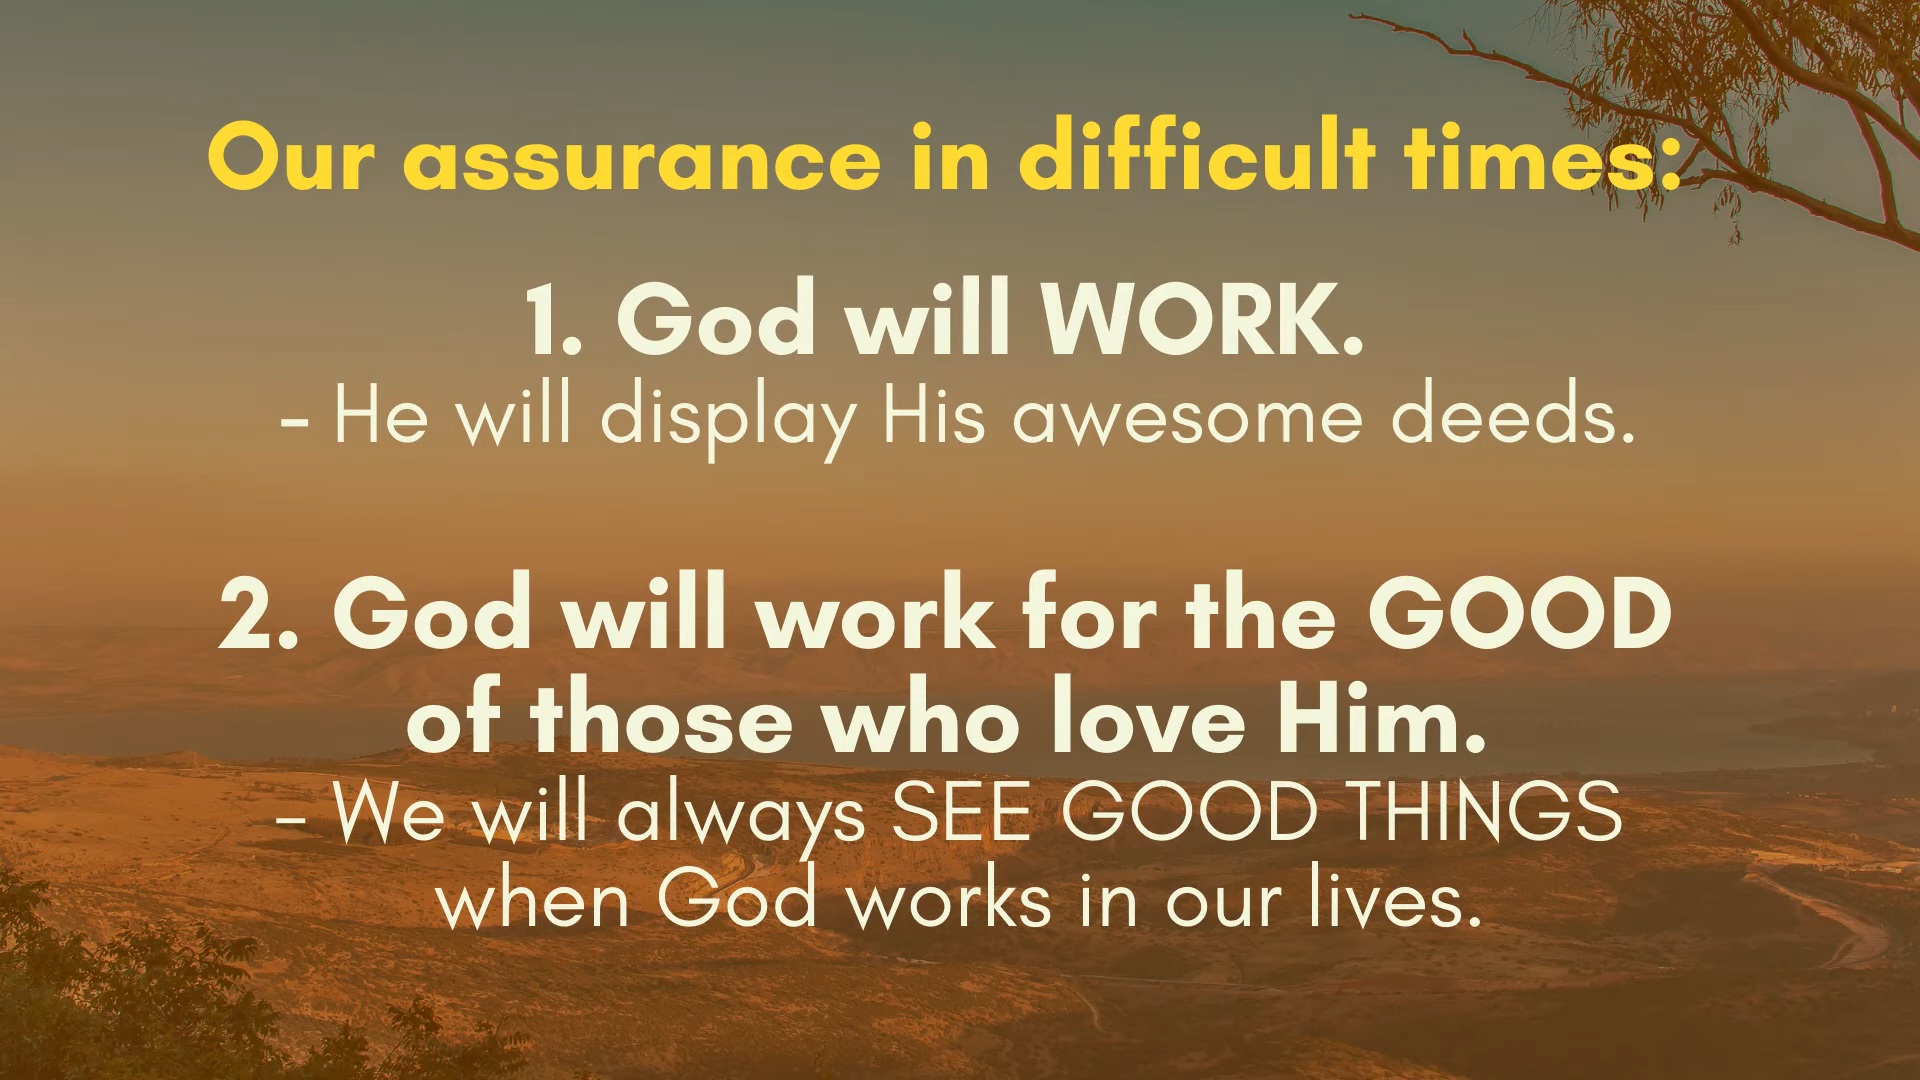 Our assurance in difficult times:
1. God will WORK.
- He will display His awesome deeds.
2. God will work for the GOOD
of those who love Him.
- We will always SEE GOOD THINGS
when God works in our lives.